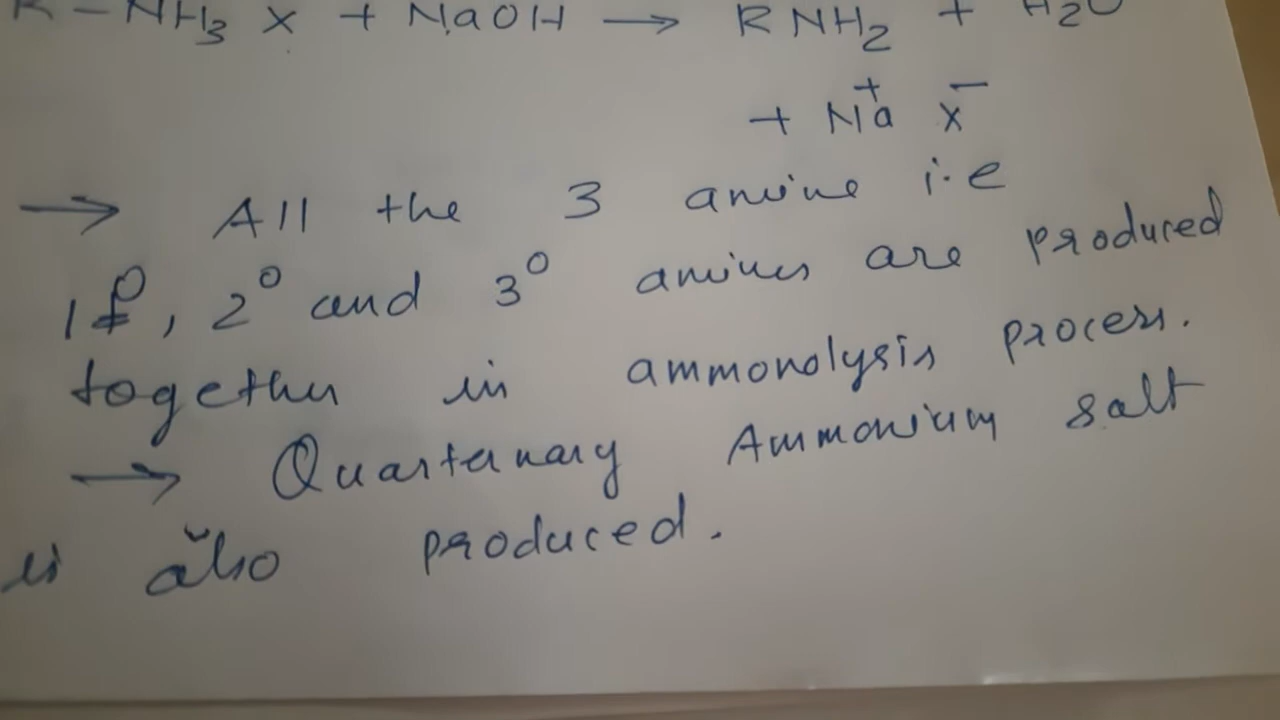 R - NH3 X + NaOH → RNH2 + H2O
+ Na+ X-
→ All the 3 amine i.e
1°, 2° and 3° amines are produced
together in ammonolysis process.
→ Quarternary Ammonium salt
is also produced.